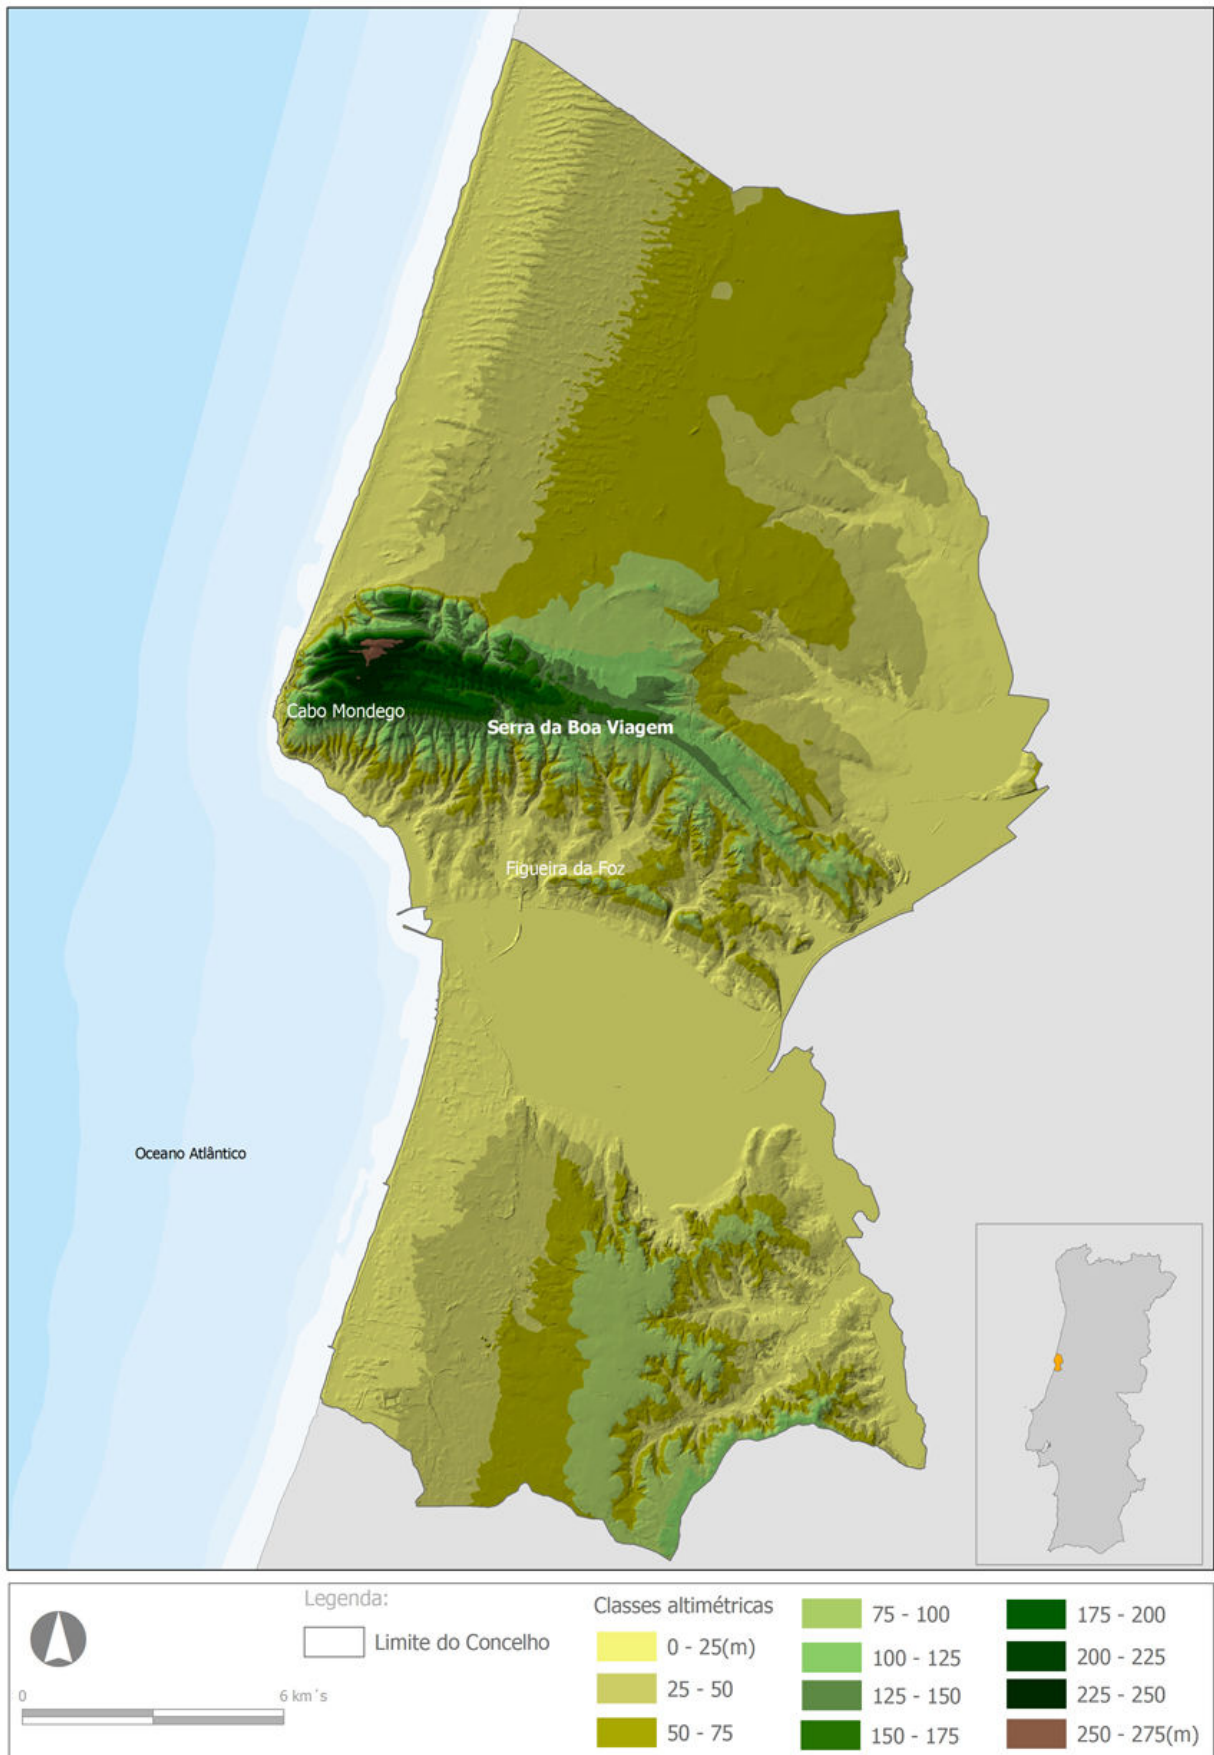 Cabo Mondego
Serra da Boa Viagem
Figueira da Foz
Oceano Atlântico
Legenda:
Limite do Concelho
0 6 km´s
Classes altimétricas
0 - 25(m)
25 - 50
50 - 75
75 - 100
100 - 125
125 - 150
150 - 175
175 - 200
200 - 225
225 - 250
250 - 275(m)